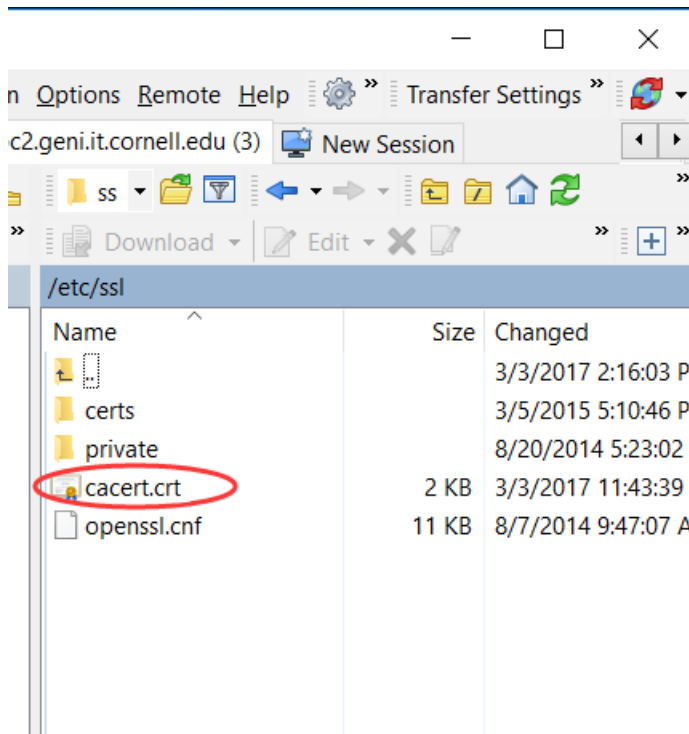 n Options Remote Help » Transfer Settings »
c2.geni.it.cornell.edu (3) New Session
ss »
» Download Edit » »
/etc/ssl
Name Size Changed
.. 3/3/2017 2:16:03 P
certs 3/5/2015 5:10:46 P
private 8/20/2014 5:23:02
cacert.crt 2 KB 3/3/2017 11:43:39
openssl.cnf 11 KB 8/7/2014 9:47:07 A